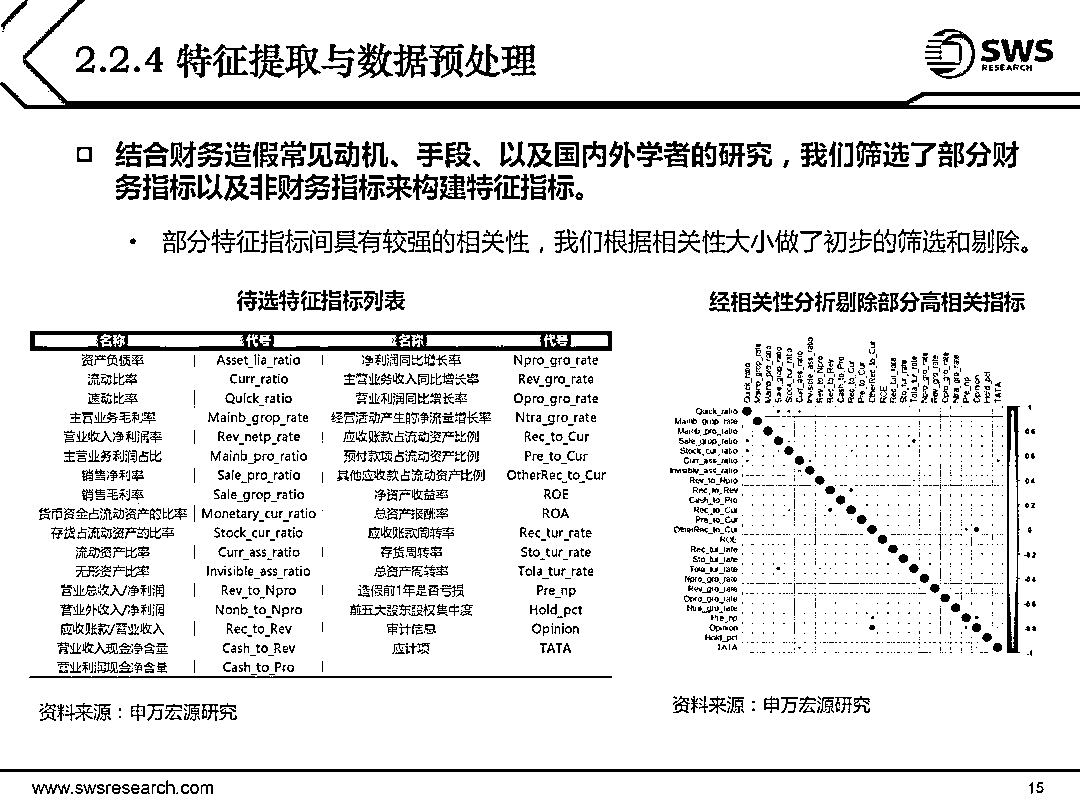 2.2.4 特征提取与数据预处理
SWS
RESEARCH
结合财务造假常见动机、手段、以及国内外学者的研究，我们筛选了部分财
务指标以及非财务指标来构建特征指标。
• 部分特征指标间具有较强的相关性，我们根据相关性大小做了初步的筛选和剔除。
待选特征指标列表
名称 代号 名称 代号
资产负债率 Asset_lia_ratio 净利润同比增长率 Npro_gro_rate
流动比率 Curr_ratio 主营业务收入同比增长率 Rev_gro_rate
速动比率 Quick_ratio 营业利润同比增长率 Opro_gro_rate
主营业务毛利率 Mainb_grop_rate 经营活动产生的净流量增长率 Ntra_gro_rate
营业收入净利润率 Rev_netp_rate 应收账款占流动资产比例 Rec_to_Cur
主营业务利润占比 Mainb_pro_ratio 预付款项占流动资产比例 Pre_to_Cur
销售净利率 Sale_pro_ratio 其他应收款占流动资产比例 OtherRec_to_Cur
销售毛利率 Sale_grop_ratio 净资产收益率 ROE
货币资金占流动资产的比率 Monetary_cur_ratio 总资产报酬率 ROA
存货占流动资产的比率 Stock_cur_ratio 应收账款周转率 Rec_tur_rate
流动资产比率 Curr_ass_ratio 存货周转率 Sto_tur_rate
无形资产比率 Invisible_ass_ratio 总资产周转率 Tola_tur_rate
营业总收入/净利润 Rev_to_Npro 造假前1年是否亏损 Pre_np
营业外收入/净利润 Nonb_to_Npro 前五大股东股权集中度 Hold_pct
应收账款/营业收入 Rec_to_Rev 审计信息 Opinion
营业收入现金净含量 Cash_to_Rev 应计项 TATA
营业利润现金净含量 Cash_to_Pro
资料来源：申万宏源研究
经相关性分析剔除部分高相关指标
Quick_ratio
Mainb_grop_rate
Mainb_pro_ratio
Sale_grop_ratio
Stock_cur_ratio
Curr_ass_ratio
Invisible_ass_ratio
Rev_to_Npro
Rec_to_Rev
Cash_to_Pro
Rec_to_Cur
Pre_to_Cur
OtherRec_to_Cur
ROE
Rec_tur_rate
Sto_tur_rate
Tola_tur_rate
Npro_gro_rate
Rev_gro_rate
Opro_gro_rate
Ntra_gro_rate
Pre_np
Opinion
Hold_pct
TATA
资料来源：申万宏源研究
www.swsresearch.com
15